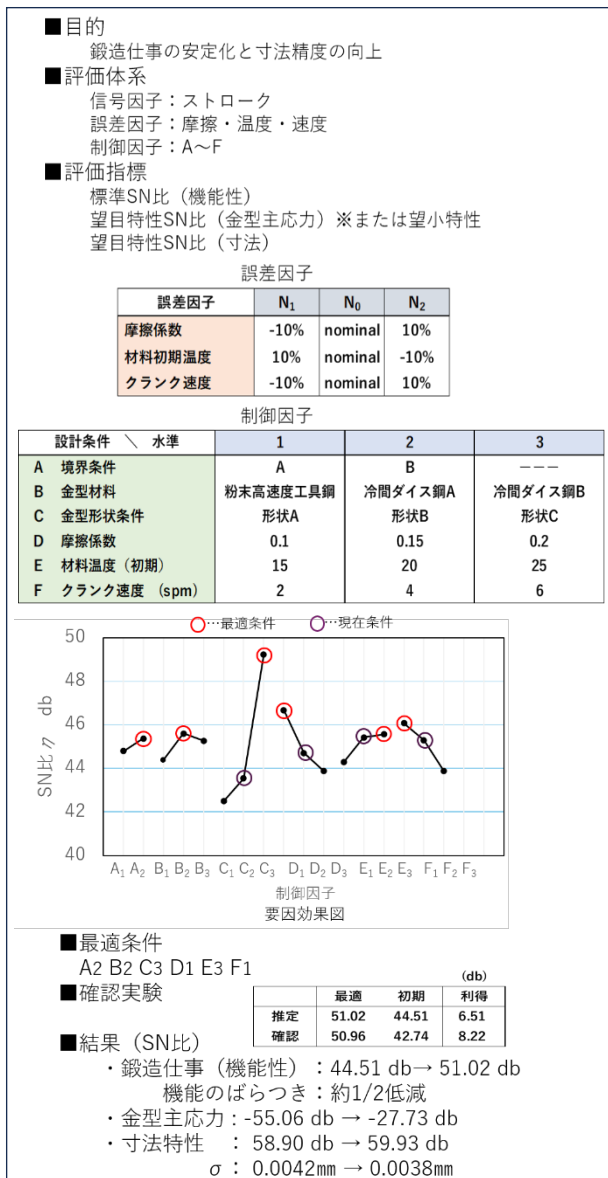 ■目的
鍛造仕事の安定化と寸法精度の向上
■評価体系
信号因子：ストローク
誤差因子：摩擦・温度・速度
制御因子：A～F
■評価指標
標準SN比（機能性）
望目特性SN比（金型主応力）※または望小特性
望目特性SN比（寸法）
誤差因子
誤差因子 N1 N0 N2
摩擦係数 -10% nominal 10%
材料初期温度 10% nominal -10%
クランク速度 -10% nominal 10%
制御因子
設計条件 ＼ 水準 1 2 3
A 境界条件 A B ---
B 金型材料 粉末高速度工具鋼 冷間ダイス鋼A 冷間ダイス鋼B
C 金型形状条件 形状A 形状B 形状C
D 摩擦係数 0.1 0.15 0.2
E 材料温度（初期） 15 20 25
F クランク速度 (spm) 2 4 6
○…最適条件 ○…現在条件
SN比 η db
50
48
46
44
42
40
A1 A2 B1 B2 B3 C1 C2 C3 D1 D2 D3 E1 E2 E3 F1 F2 F3
制御因子
要因効果図
■最適条件
A2 B2 C3 D1 E3 F1
■確認実験
(db)
最適 初期 利得
推定 51.02 44.51 6.51
確認 50.96 42.74 8.22
■結果（SN比）
・鍛造仕事（機能性）：44.51 db→ 51.02 db
機能のばらつき：約1/2低減
・金型主応力：-55.06 db → -27.73 db
・寸法特性 ：58.90 db → 59.93 db
σ：0.0042㎜ → 0.0038㎜